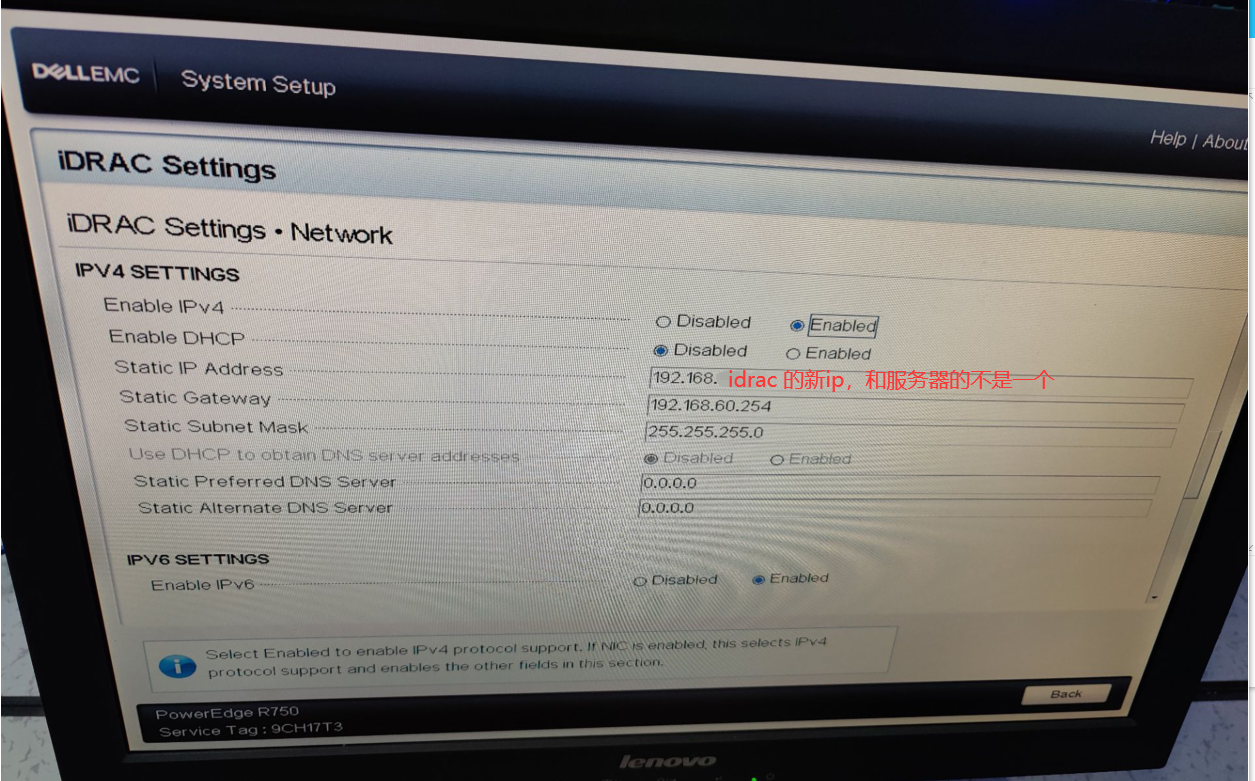 DELLEMC System Setup
Help | About
iDRAC Settings
iDRAC Settings • Network
IPV4 SETTINGS
Enable IPv4 Disabled Enabled
Enable DHCP Disabled Enabled
Static IP Address 192.168. idrac 的新ip，和服务器的不是一个
Static Gateway 192.168.60.254
Static Subnet Mask 255.255.255.0
Use DHCP to obtain DNS server addresses Disabled Enabled
Static Preferred DNS Server 0.0.0.0
Static Alternate DNS Server 0.0.0.0
IPV6 SETTINGS
Enable IPv6 Disabled Enabled
Select Enabled to enable IPv4 protocol support. If NIC is enabled, this selects IPv4
protocol support and enables the other fields in this section.
Back
PowerEdge R750
Service Tag : 9CH17T3
lenovo